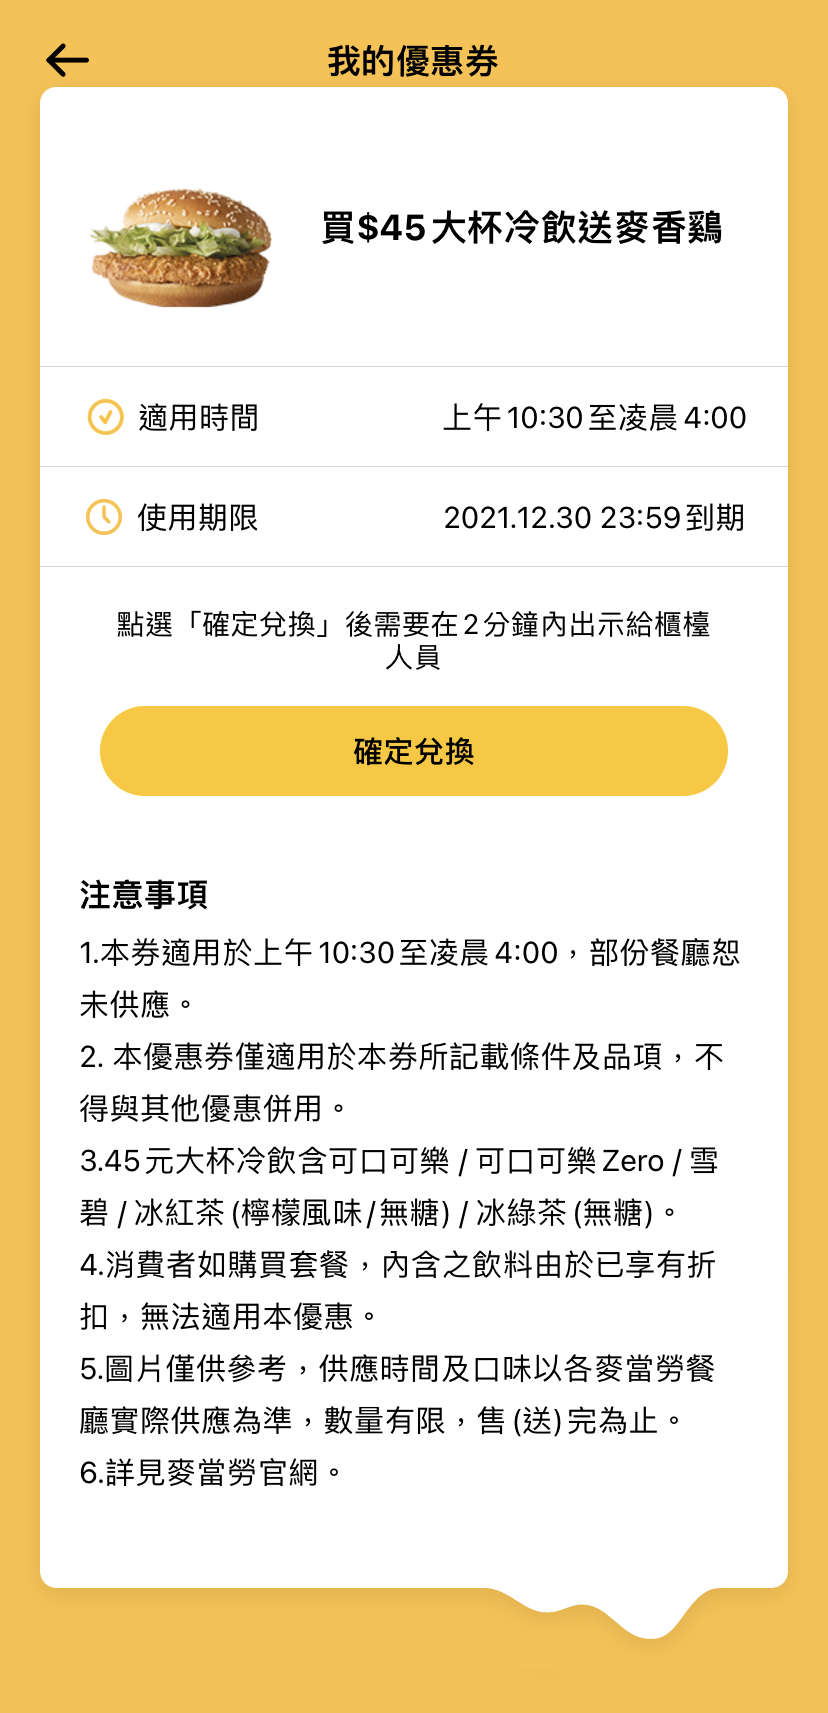 我的優惠券
買$45大杯冷飲送麥香鷄
適用時間 上午10:30至凌晨4:00
使用期限 2021.12.30 23:59到期
點選「確定兌換」後需要在2分鐘內出示給櫃檯
人員
確定兌換
注意事項
1.本券適用於上午10:30至凌晨4:00，部份餐廳恕
未供應。
2. 本優惠券僅適用於本券所記載條件及品項，不
得與其他優惠併用。
3.45元大杯冷飲含可口可樂 / 可口可樂Zero / 雪
碧 / 冰紅茶(檸檬風味/無糖) / 冰綠茶(無糖)。
4.消費者如購買套餐，內含之飲料由於已享有折
扣，無法適用本優惠。
5.圖片僅供參考，供應時間及口味以各麥當勞餐
廳實際供應為準，數量有限，售(送)完為止。
6.詳見麥當勞官網。